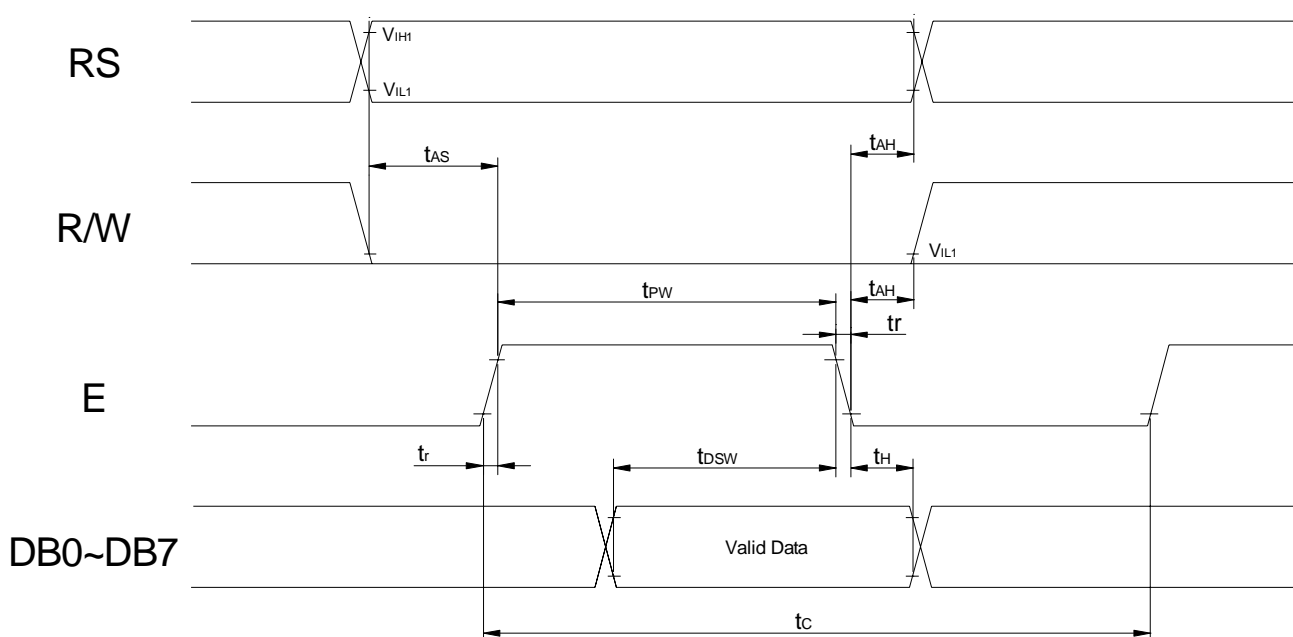 RS
VIH1
VIL1
tAS
tAH
R/W
VIL1
tPW
tAH
tr
E
tr
tDSW
tH
DB0~DB7
Valid Data
tC